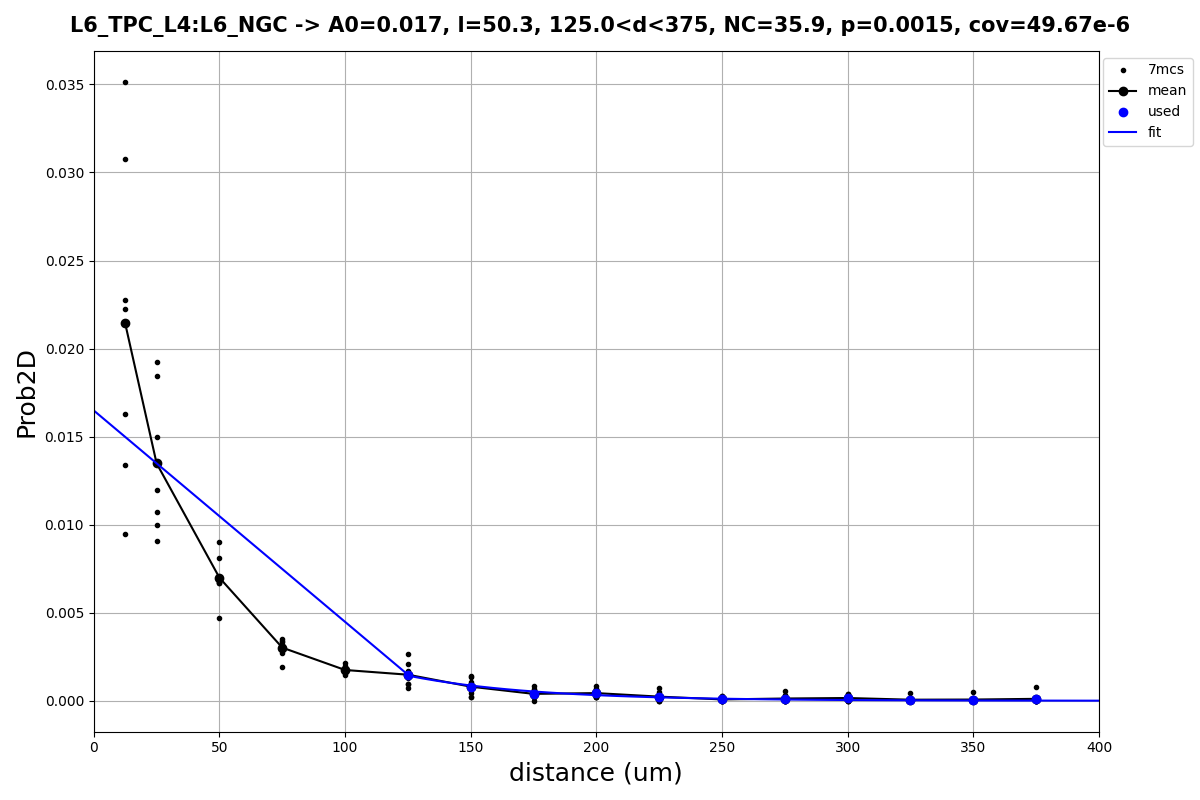 L6_TPC_L4:L6_NGC -> A0=0.017, l=50.3, 125.0<d<375, NC=35.9, p=0.0015, cov=49.67e-6
7mcs
mean
used
fit
Prob2D
0.035
0.030
0.025
0.020
0.015
0.010
0.005
0.000
0 50 100 150 200 250 300 350 400
distance (um)